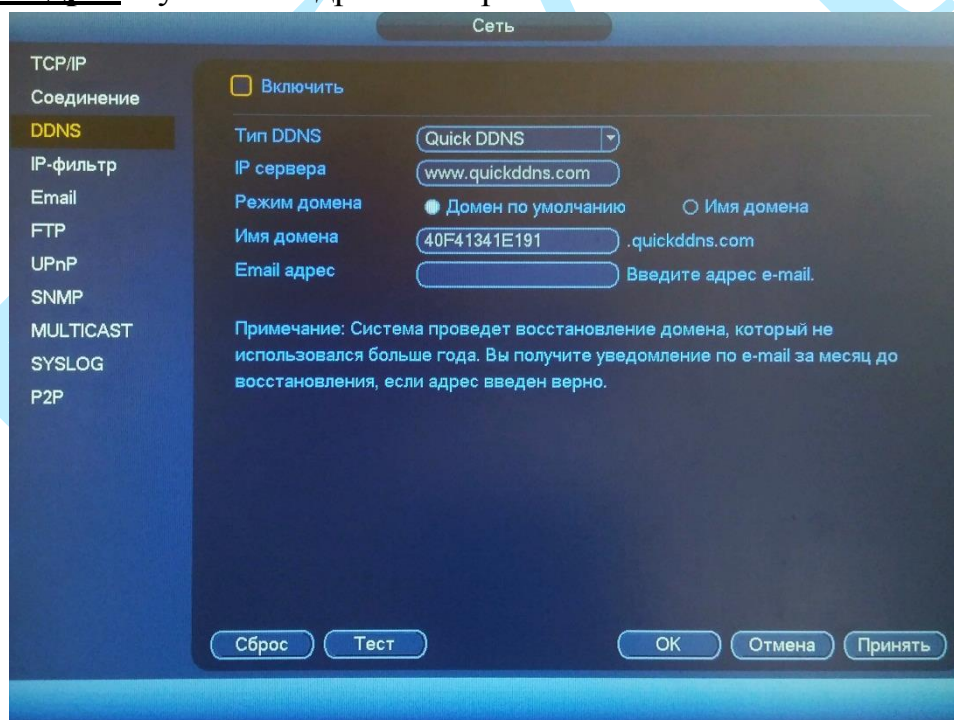 Сеть
TCP/IP
Соединение
DDNS
IP-фильтр
Email
FTP
UPnP
SNMP
MULTICAST
SYSLOG
P2P
Включить
Тип DDNS Quick DDNS
IP сервера www.quickddns.com
Режим домена Домен по умолчанию Имя домена
Имя домена 40F41341E191 .quickddns.com
Email адрес Введите адрес e-mail.
Примечание: Система проведет восстановление домена, который не
использовался больше года. Вы получите уведомление по e-mail за месяц до
восстановления, если адрес введен верно.
Сброс Тест OK Отмена Принять